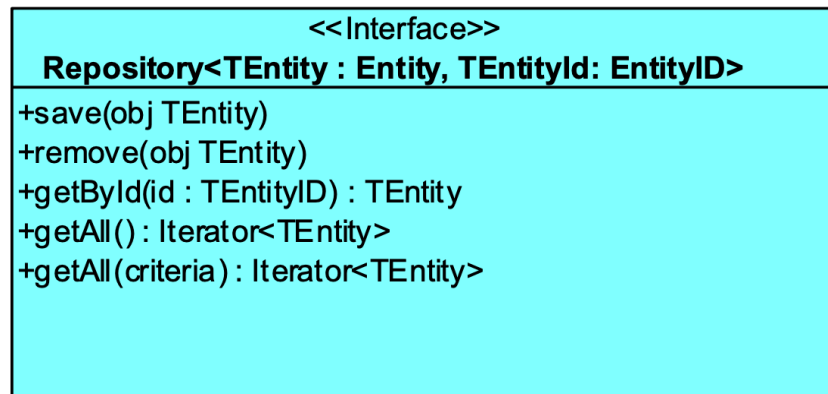 <<Interface>>
Repository<TEntity : Entity, TEntityId: EntityID>
+save(obj TEntity)
+remove(obj TEntity)
+getById(id : TEntityID) : TEntity
+getAll() : Iterator<TEntity>
+getAll(criteria) : Iterator<TEntity>